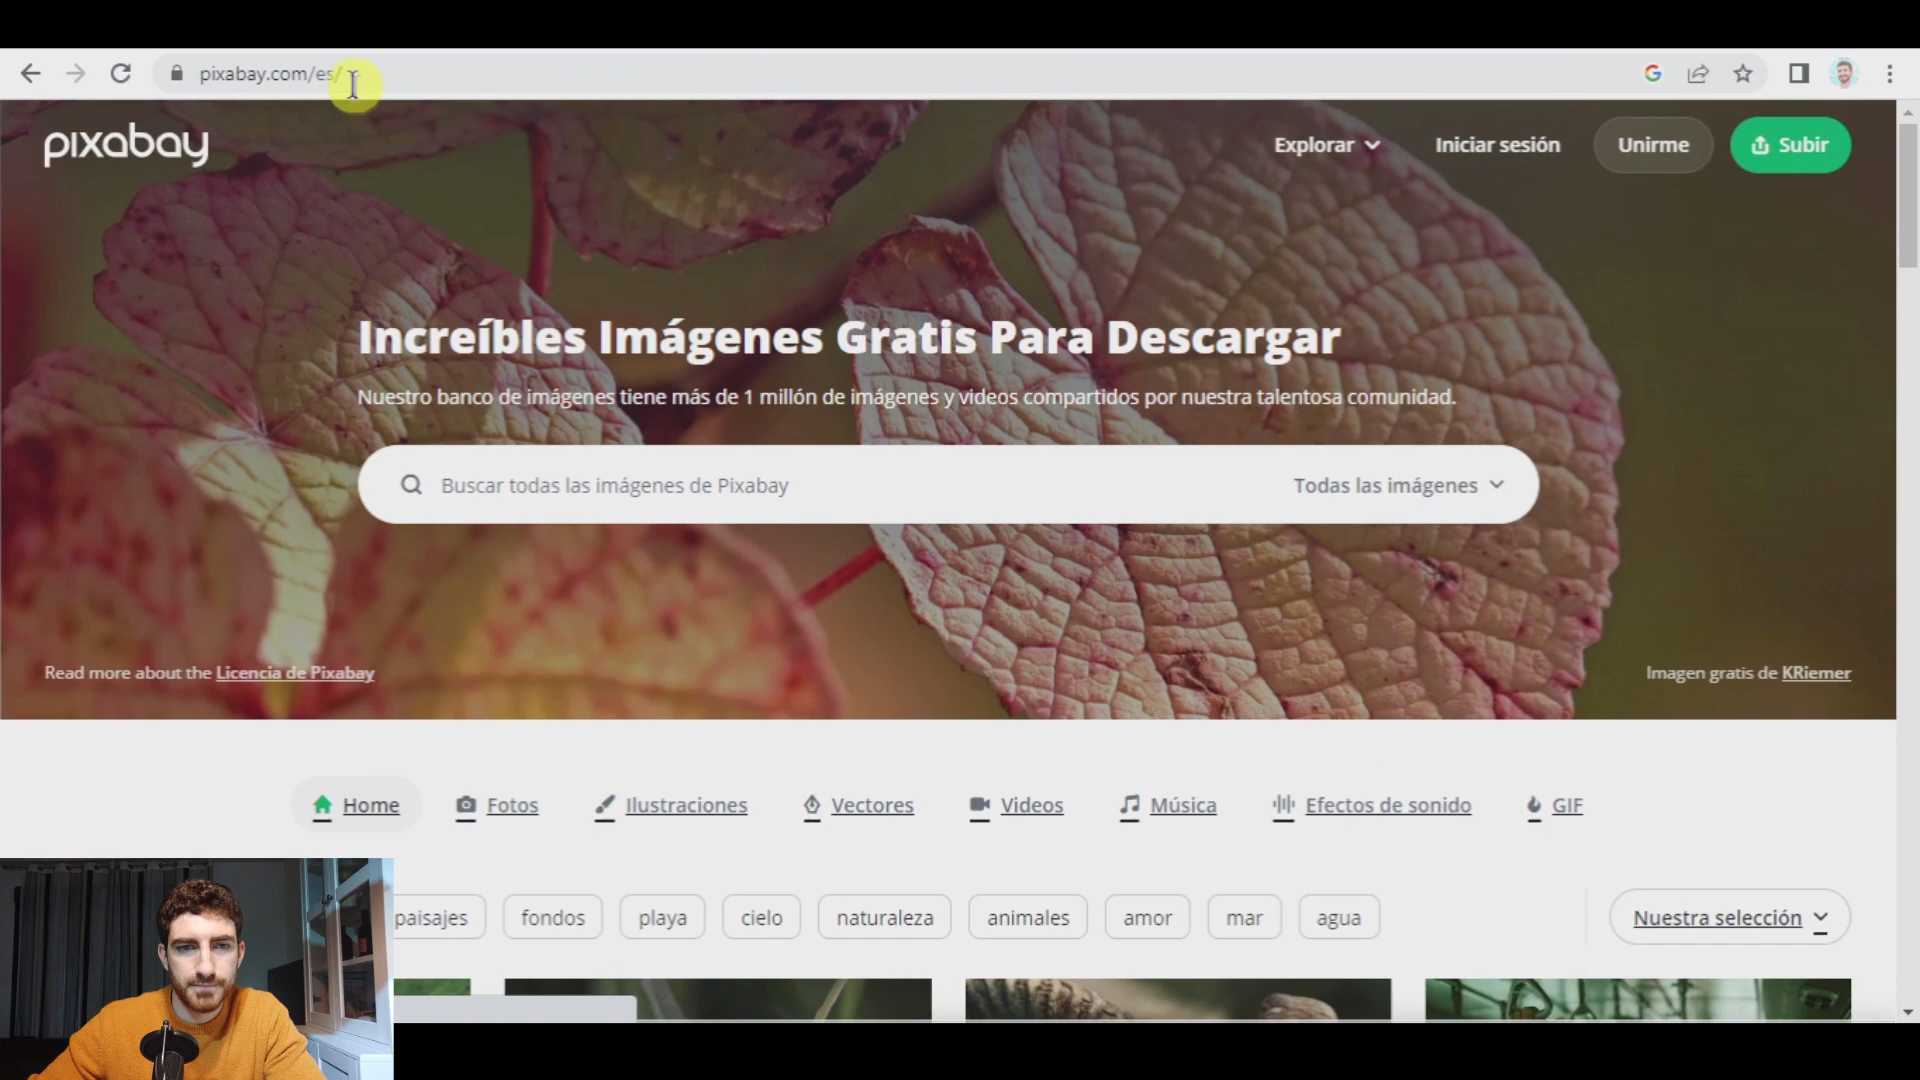 pixabay.com/es/
pixabay
Explorar
Iniciar sesión
Unirme
Subir
Increíbles Imágenes Gratis Para Descargar
Nuestro banco de imágenes tiene más de 1 millón de imágenes y videos compartidos por nuestra talentosa comunidad.
Buscar todas las imágenes de Pixabay
Todas las imágenes
Read more about the Licencia de Pixabay
Imagen gratis de KRiemer
Home
Fotos
Ilustraciones
Vectores
Videos
Música
Efectos de sonido
GIF
paisajes
fondos
playa
cielo
naturaleza
animales
amor
mar
agua
Nuestra selección